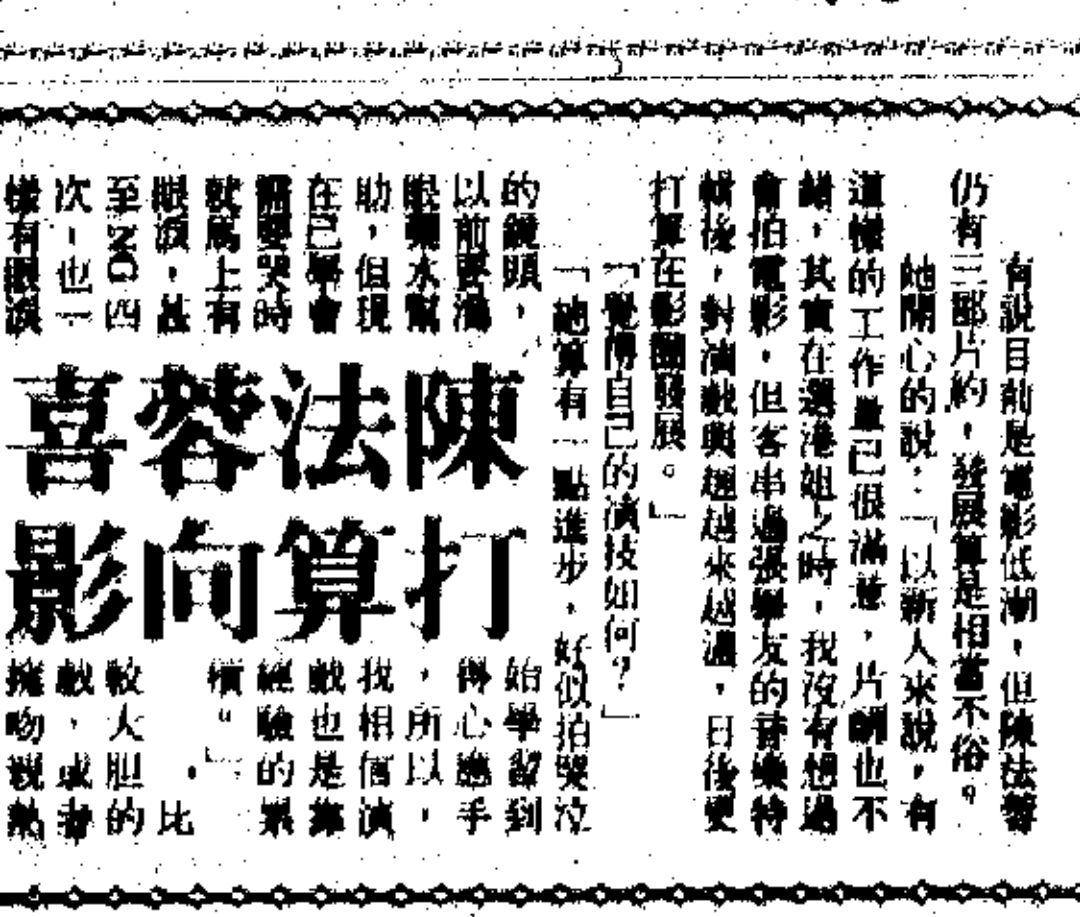 有說目前是電影低潮，但陳法蓉
仍有三部片約，發展算是相當不俗。
她開心的說：「以新人來說，有
這樣的工作量已很滿意，片酬也不
錯，其實在選港姐之時，我沒有想過
會拍電影，但客串過張學友的音樂特
輯後，對演戲興趣越來越濃，日後更
打算在影圈發展。」
「覺得自己的演技如何？」
「總算有一點進步，好似拍哭泣
的鏡頭，
以前要滴
眼藥水幫
助，但現
在已學會
需要哭時
就馬上有
眼淚，甚
至NG四
次，也一
樣有眼淚
陳法蓉喜
打算向影
始學習到
得心應手
，所以，
我相信演
戲也是靠
經驗的累
積。」
，比
較大胆的
戲，或者
擁吻親熱